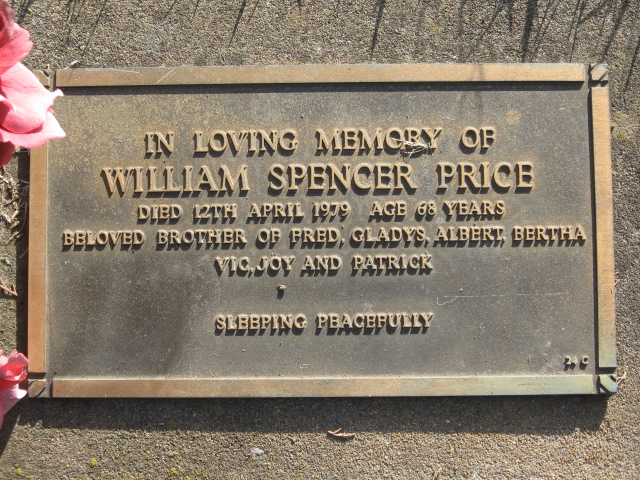 IN LOVING MEMORY OF
WILLIAM SPENCER PRICE
DIED 12TH APRIL 1979 AGE 68 YEARS
BELOVED BROTHER OF FRED, GLADYS, ALBERT, BERTHA
VIC, JOY AND PATRICK
SLEEPING PEACEFULLY